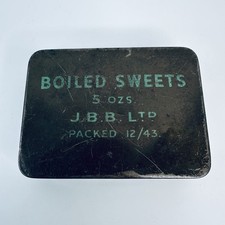 BOILED SWEETS
5 OZS
J.B.B. LTD
PACKED 12/43